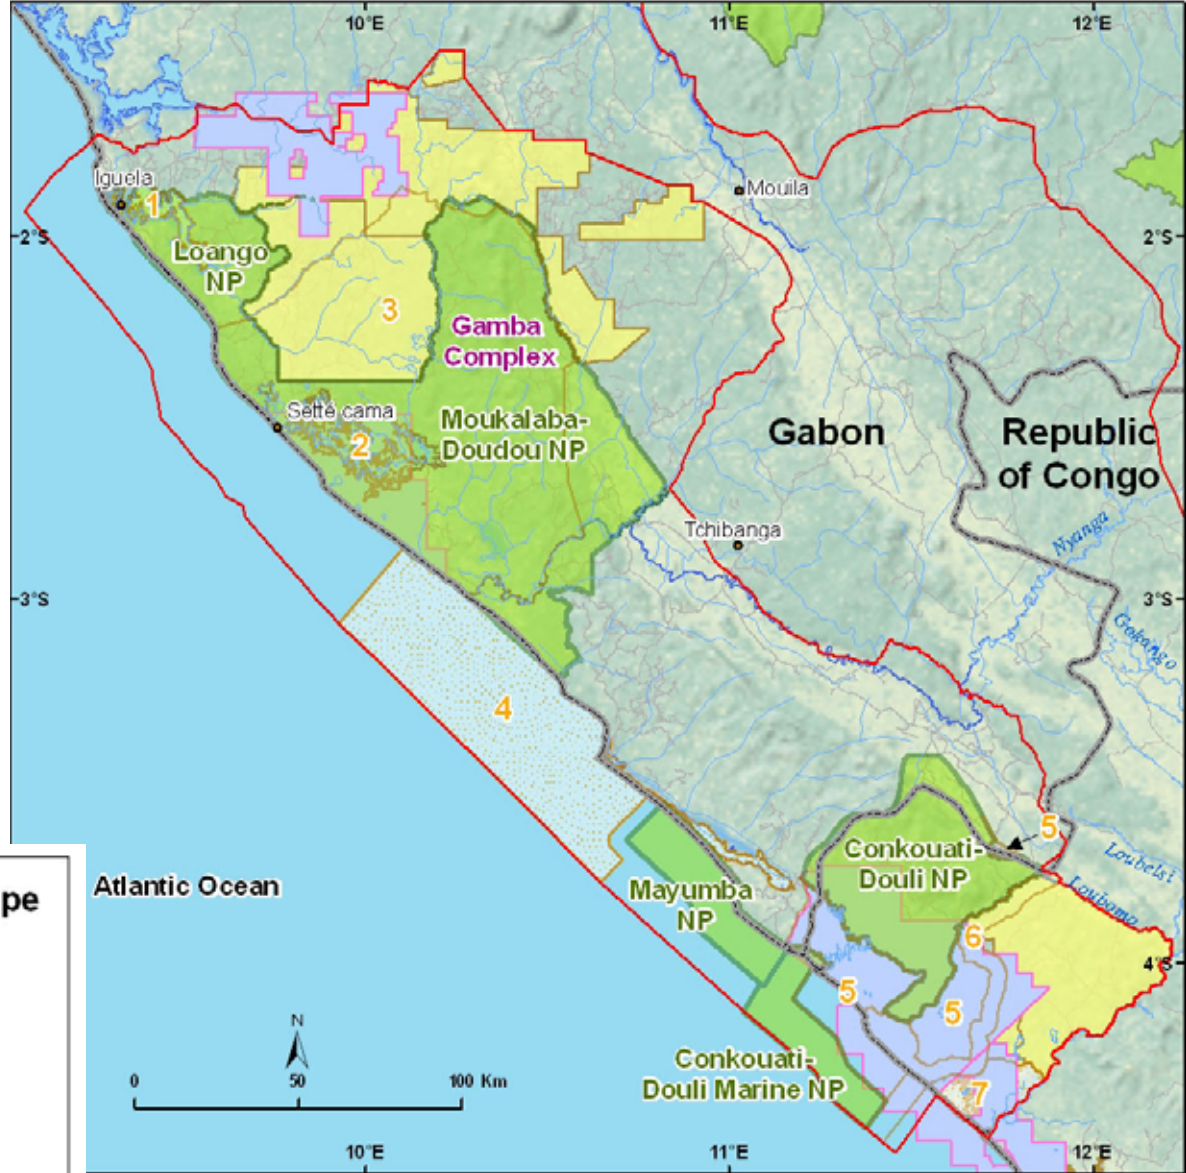 10°E
11°E
12°E
Iguela
1
Mouila
2°S
2°S
Loango
NP
3
Gamba
Complex
Sette cama
2
Moukalaba-
Doudou NP
Gabon
Republic
of Congo
Tchibanga
Nyanga
3°S
3°S
Gokango
4
5
Conkouati-
Douli NP
Loubelsi
Loubomo
pe
Atlantic Ocean
Mayumba
NP
6
4°S
5
5
N
0
50
100 Km
Conkouati-
Douli Marine NP
7
10°E
11°E
12°E